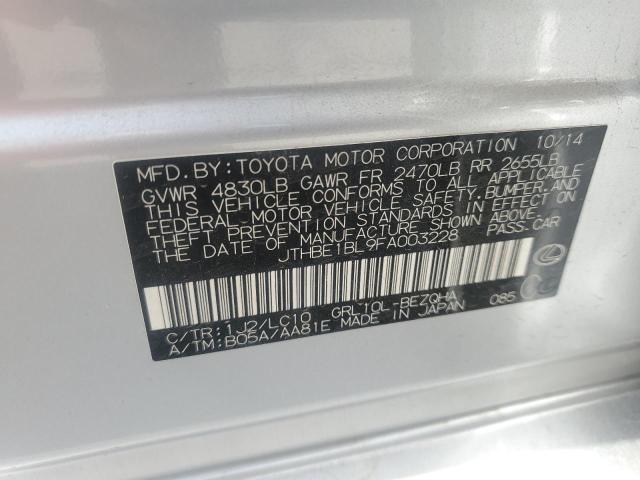 MFD. BY: TOYOTA MOTOR CORPORATION 10/14
GVWR 4830LB GAWR FR 2470LB RR 2655LB
THIS VEHICLE CONFORMS TO ALL APPLICABLE
FEDERAL MOTOR VEHICLE SAFETY, BUMPER, AND
THEFT PREVENTION STANDARDS IN EFFECT ON
THE DATE OF MANUFACTURE SHOWN ABOVE.
JTHBE1BL9FA003228 PASS. CAR
C/TR: 1J2/LC10 GRL10L-BEZQHA 085
A/TM: B05A/AA81E MADE IN JAPAN